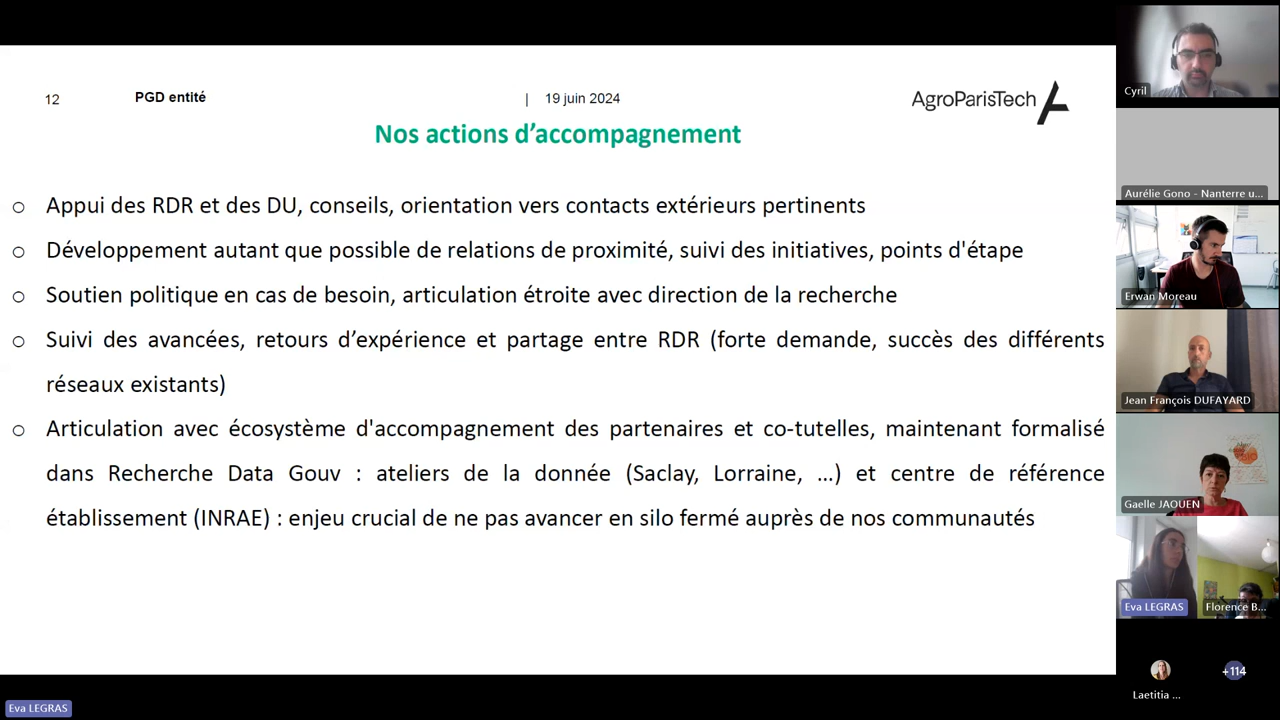 12
PGD entité
| 19 juin 2024
AgroParisTech
Nos actions d'accompagnement
o Appui des RDR et des DU, conseils, orientation vers contacts extérieurs pertinents
o Développement autant que possible de relations de proximité, suivi des initiatives, points d'étape
o Soutien politique en cas de besoin, articulation étroite avec direction de la recherche
o Suivi des avancées, retours d’expérience et partage entre RDR (forte demande, succès des différents
réseaux existants)
o Articulation avec écosystème d'accompagnement des partenaires et co-tutelles, maintenant formalisé
dans Recherche Data Gouv : ateliers de la donnée (Saclay, Lorraine, ...) et centre de référence
établissement (INRAE) : enjeu crucial de ne pas avancer en silo fermé auprès de nos communautés
Cyril
Aurélie Gono - Nanterre u...
Erwan Moreau
Jean François DUFAYARD
Gaelle JAOUEN
Eva LEGRAS
Florence B...
Laetitia ...
+114
Eva LEGRAS